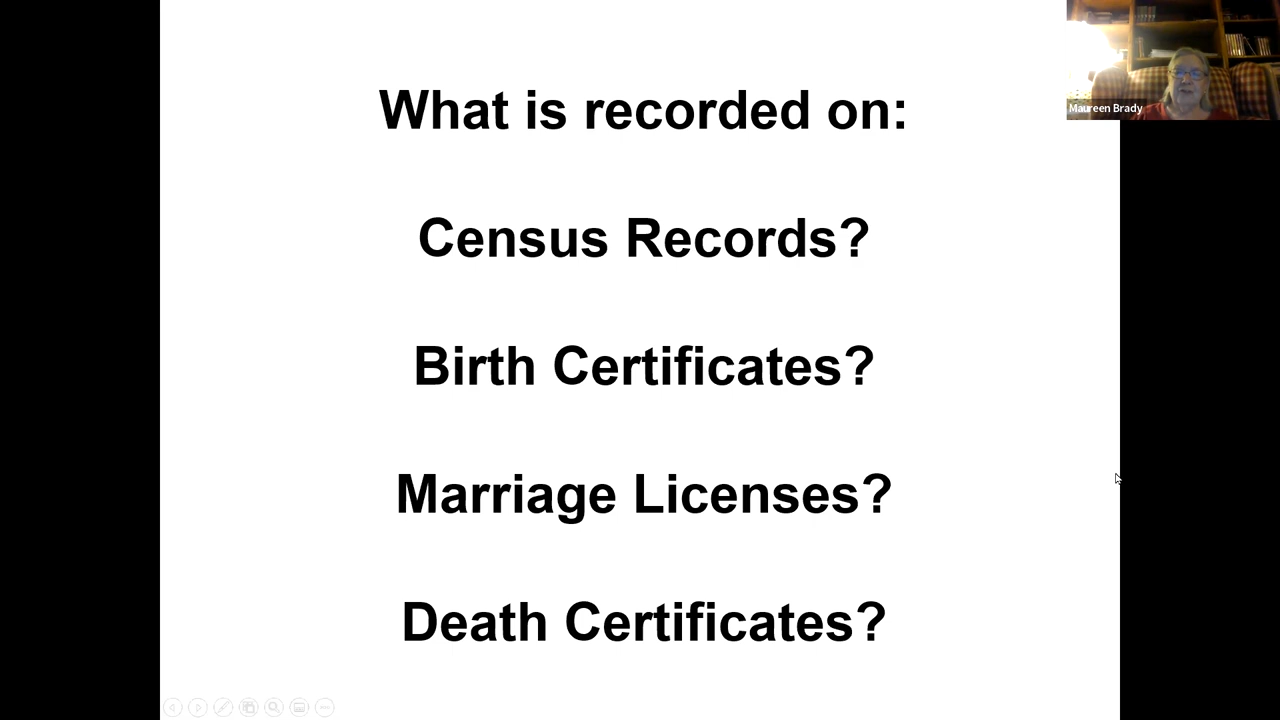 What is recorded on:
Maureen Brady
Census Records?
Birth Certificates?
Marriage Licenses?
Death Certificates?